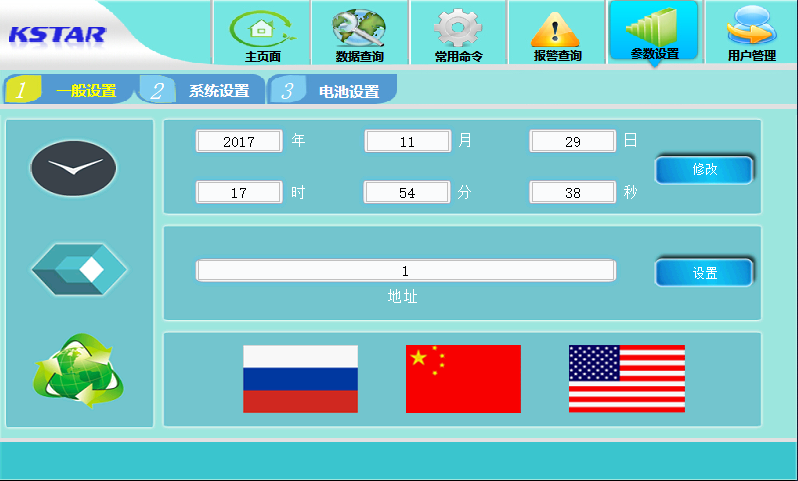 KSTAR
主页面 数据查询 常用命令 报警查询 参数设置 用户管理
1 一般设置 2 系统设置 3 电池设置
2017 年 11 月 29 日
修改
17 时 54 分 38 秒
1
设置
地址